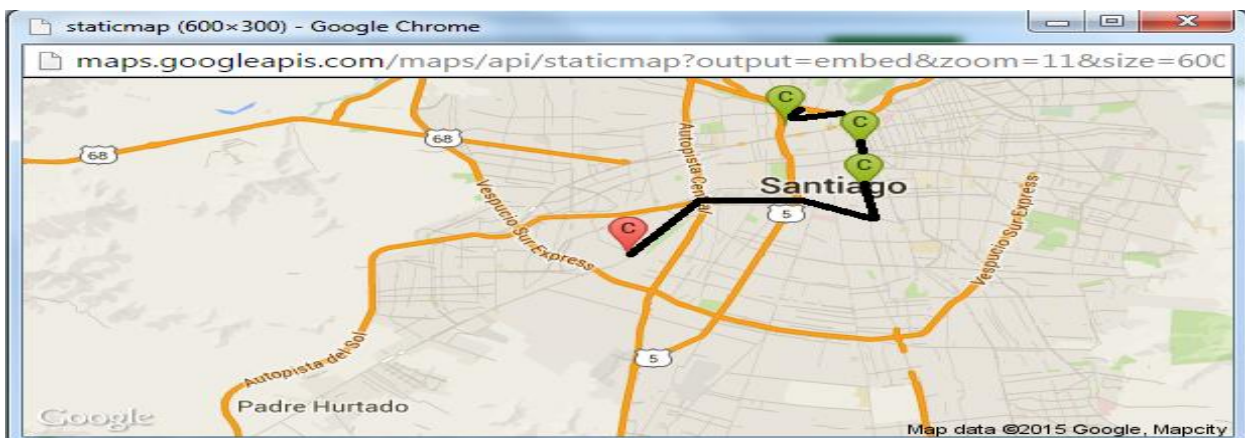 staticmap (600×300) - Google Chrome
maps.googleapis.com/maps/api/staticmap?output=embed&zoom=11&size=600
C
C
68
68
Autopista Central
C
Santiago
5
C
Vespucio Sur Express
Vespucio Sur Express
5
Autopista del Sol
Padre Hurtado
Google
Map data ©2015 Google, Mapcity